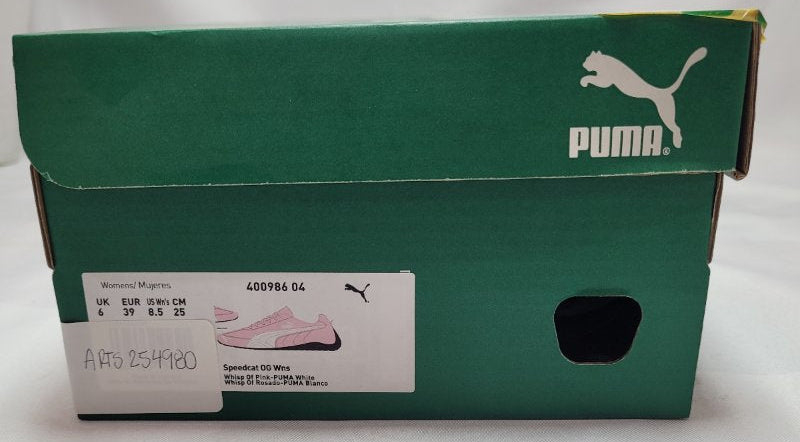 PUMA®
Womens/ Mujeres 400986 04
UK EUR US Wn's CM
6 39 8.5 25
ARTS 254980
Speedcat OG Wns
Whisp Of Pink-PUMA White
Whisp Of Rosado-PUMA Blanco